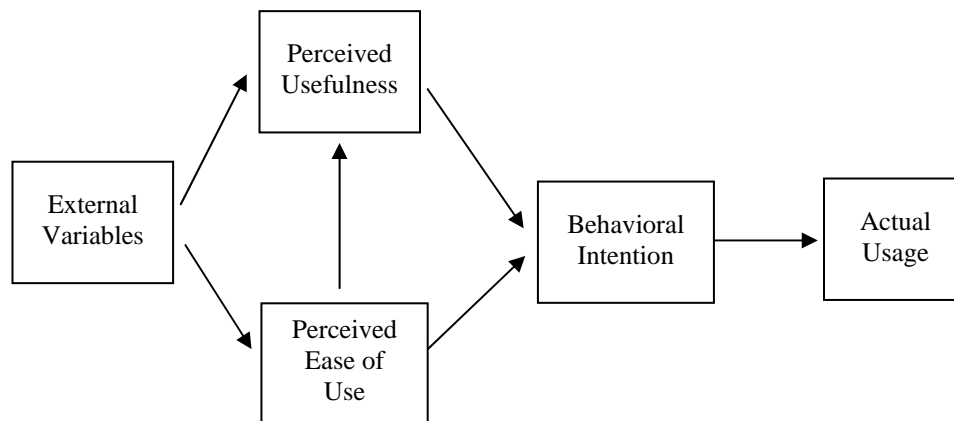 Perceived
Usefulness
External
Variables
Behavioral
Intention
Actual
Usage
Perceived
Ease of
Use